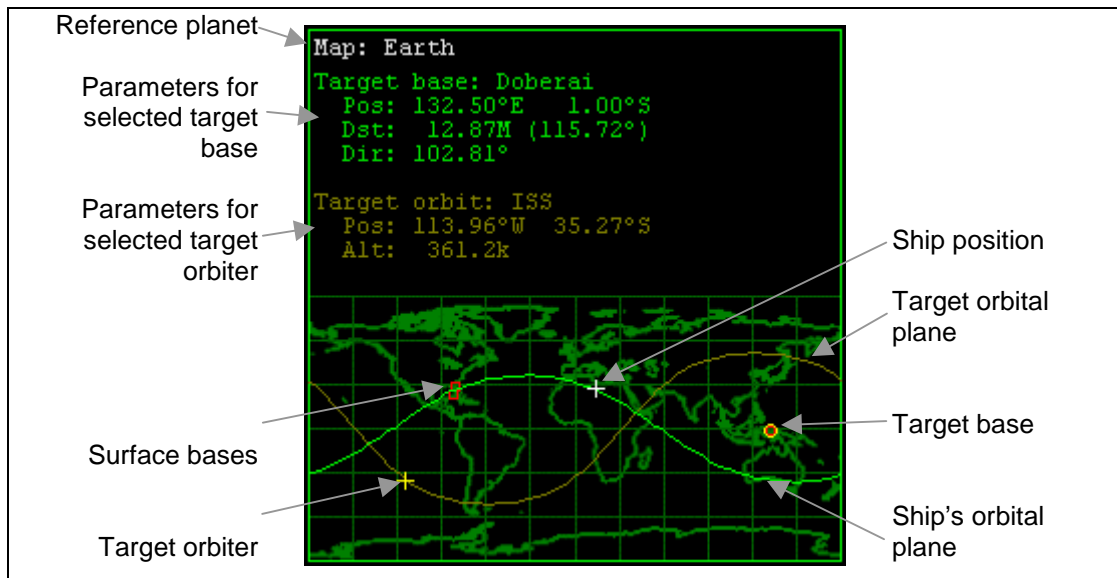 Reference planet
Parameters for
selected target
base
Parameters for
selected target
orbiter
Surface bases
Target orbiter
Map: Earth
Target base: Doberai
Pos: 132.50°E 1.00°S
Dst: 12.87M (115.72°)
Dir: 102.81°
Target orbit: ISS
Pos: 113.96°W 35.27°S
Alt: 361.2k
Ship position
Target orbital
plane
Target base
Ship's orbital
plane